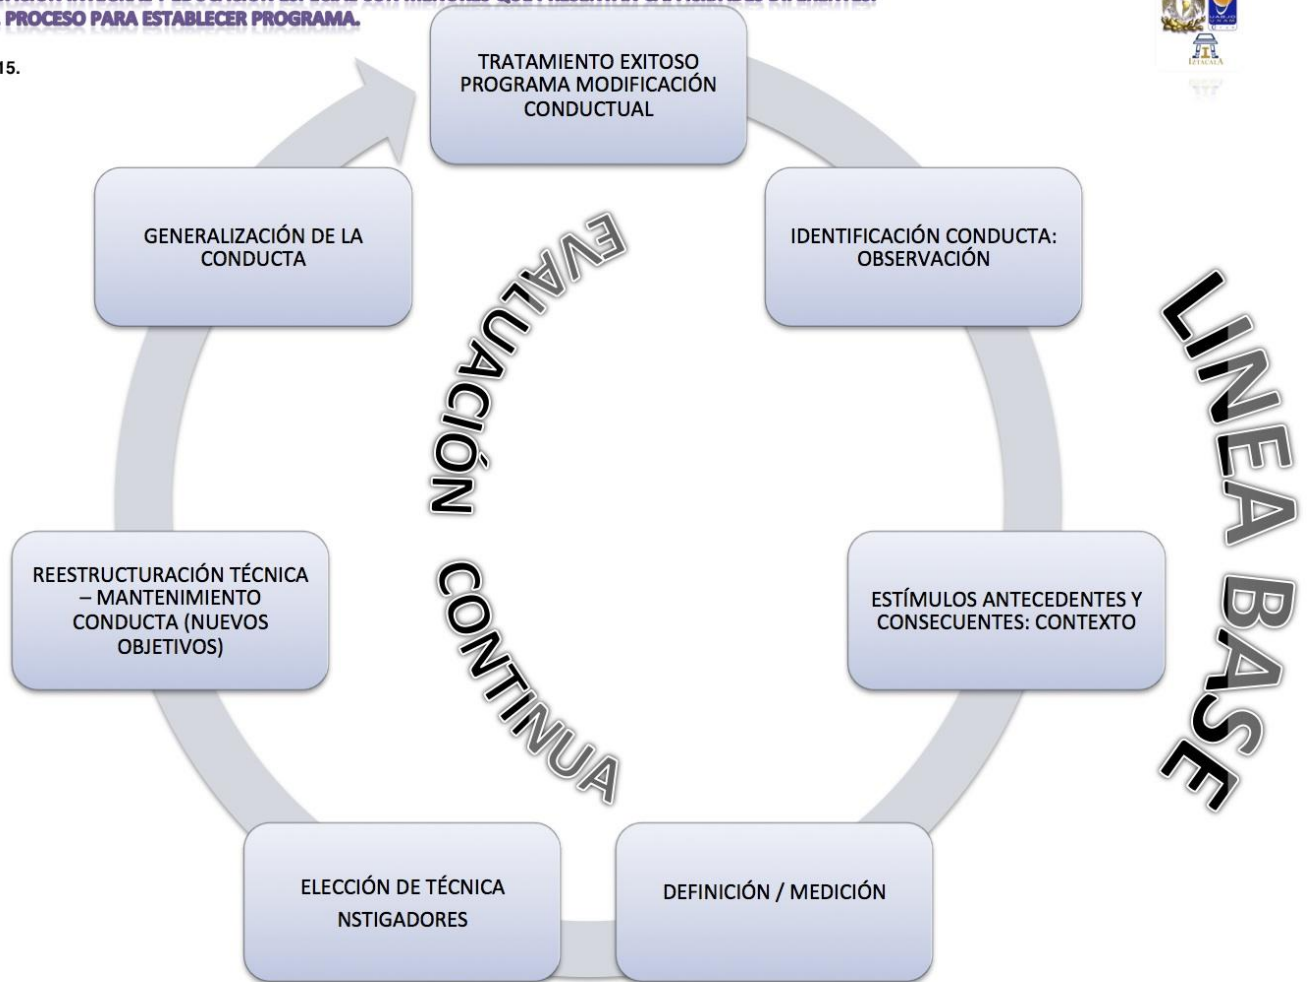 PROCESO PARA ESTABLECER PROGRAMA.
15.
IZTACALA
TRATAMIENTO EXITOSO
PROGRAMA MODIFICACIÓN
CONDUCTUAL
IDENTIFICACIÓN CONDUCTA:
OBSERVACIÓN
ESTÍMULOS ANTECEDENTES Y
CONSECUENTES: CONTEXTO
DEFINICIÓN / MEDICIÓN
ELECCIÓN DE TÉCNICA
NSTIGADORES
REESTRUCTURACIÓN TÉCNICA
– MANTENIMIENTO
CONDUCTA (NUEVOS
OBJETIVOS)
GENERALIZACIÓN DE LA
CONDUCTA
EVALUACIÓN CONTINUA
LINEA BASE